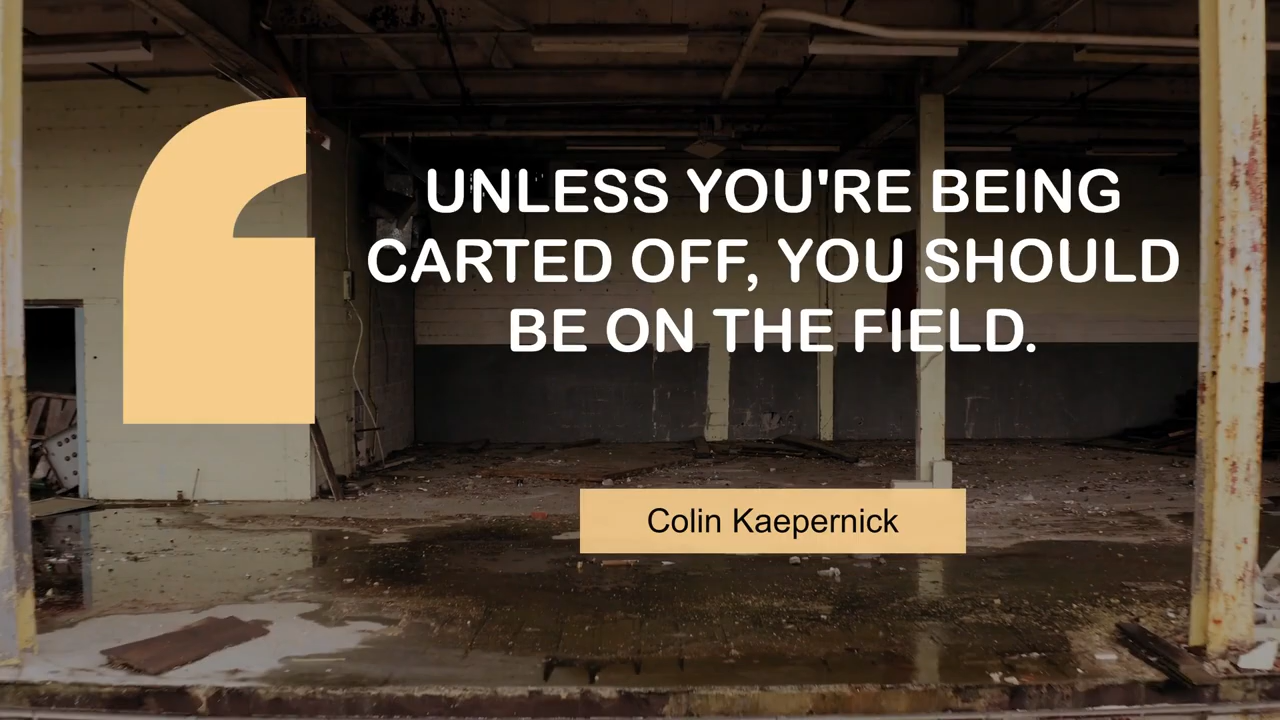 UNLESS YOU'RE BEING
CARTED OFF, YOU SHOULD
BE ON THE FIELD.
Colin Kaepernick